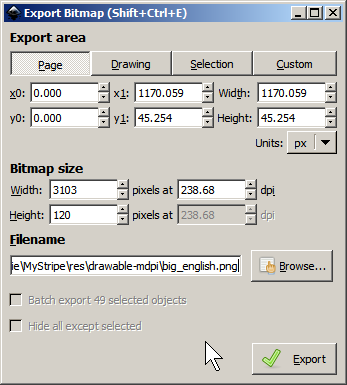 Export Bitmap (Shift+Ctrl+E)
Export area
Page Drawing Selection Custom
x0: 0.000 x1: 1170.059 Width: 1170.059
y0: 0.000 y1: 45.254 Height: 45.254
Units: px
Bitmap size
Width: 3103 pixels at 238.68 dpi
Height: 120 pixels at 238.68 dpi
Filename
ie\MyStripe\res\drawable-mdpi\big_english.png Browse...
Batch export 49 selected objects
Hide all except selected
Export